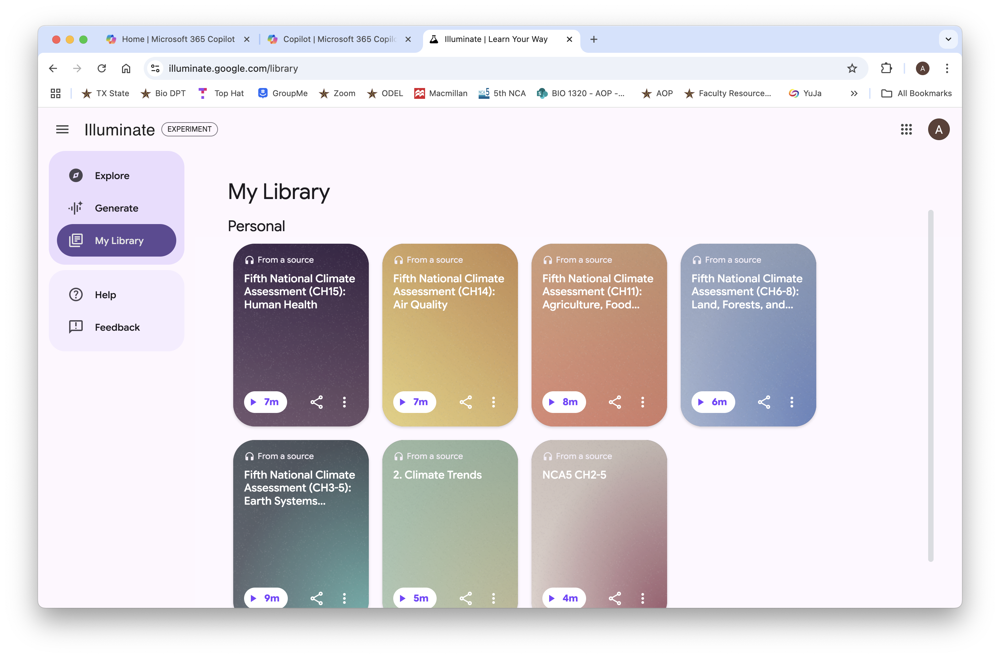 Home | Microsoft 365 Copilot
Copilot | Microsoft 365 Copilo
Illuminate | Learn Your Way
illuminate.google.com/library
A
TX State
Bio DPT
Top Hat
GroupMe
Zoom
ODEL
Macmillan
NCA 5
5th NCA
S
BIO 1320 - AOP -...
AOP
Faculty Resource...
YuJa
All Bookmarks
Illuminate
EXPERIMENT
A
Explore
Generate
My Library
Help
Feedback
My Library
Personal
From a source
Fifth National Climate
Assessment (CH15):
Human Health
7m
From a source
Fifth National Climate
Assessment (CH14):
Air Quality
7m
From a source
Fifth National Climate
Assessment (CH11):
Agriculture, Food...
8m
From a source
Fifth National Climate
Assessment (CH6-8):
Land, Forests, and...
6m
From a source
Fifth National Climate
Assessment (CH3-5):
Earth Systems...
9m
From a source
2. Climate Trends
5m
From a source
NCA5 CH2-5
4m